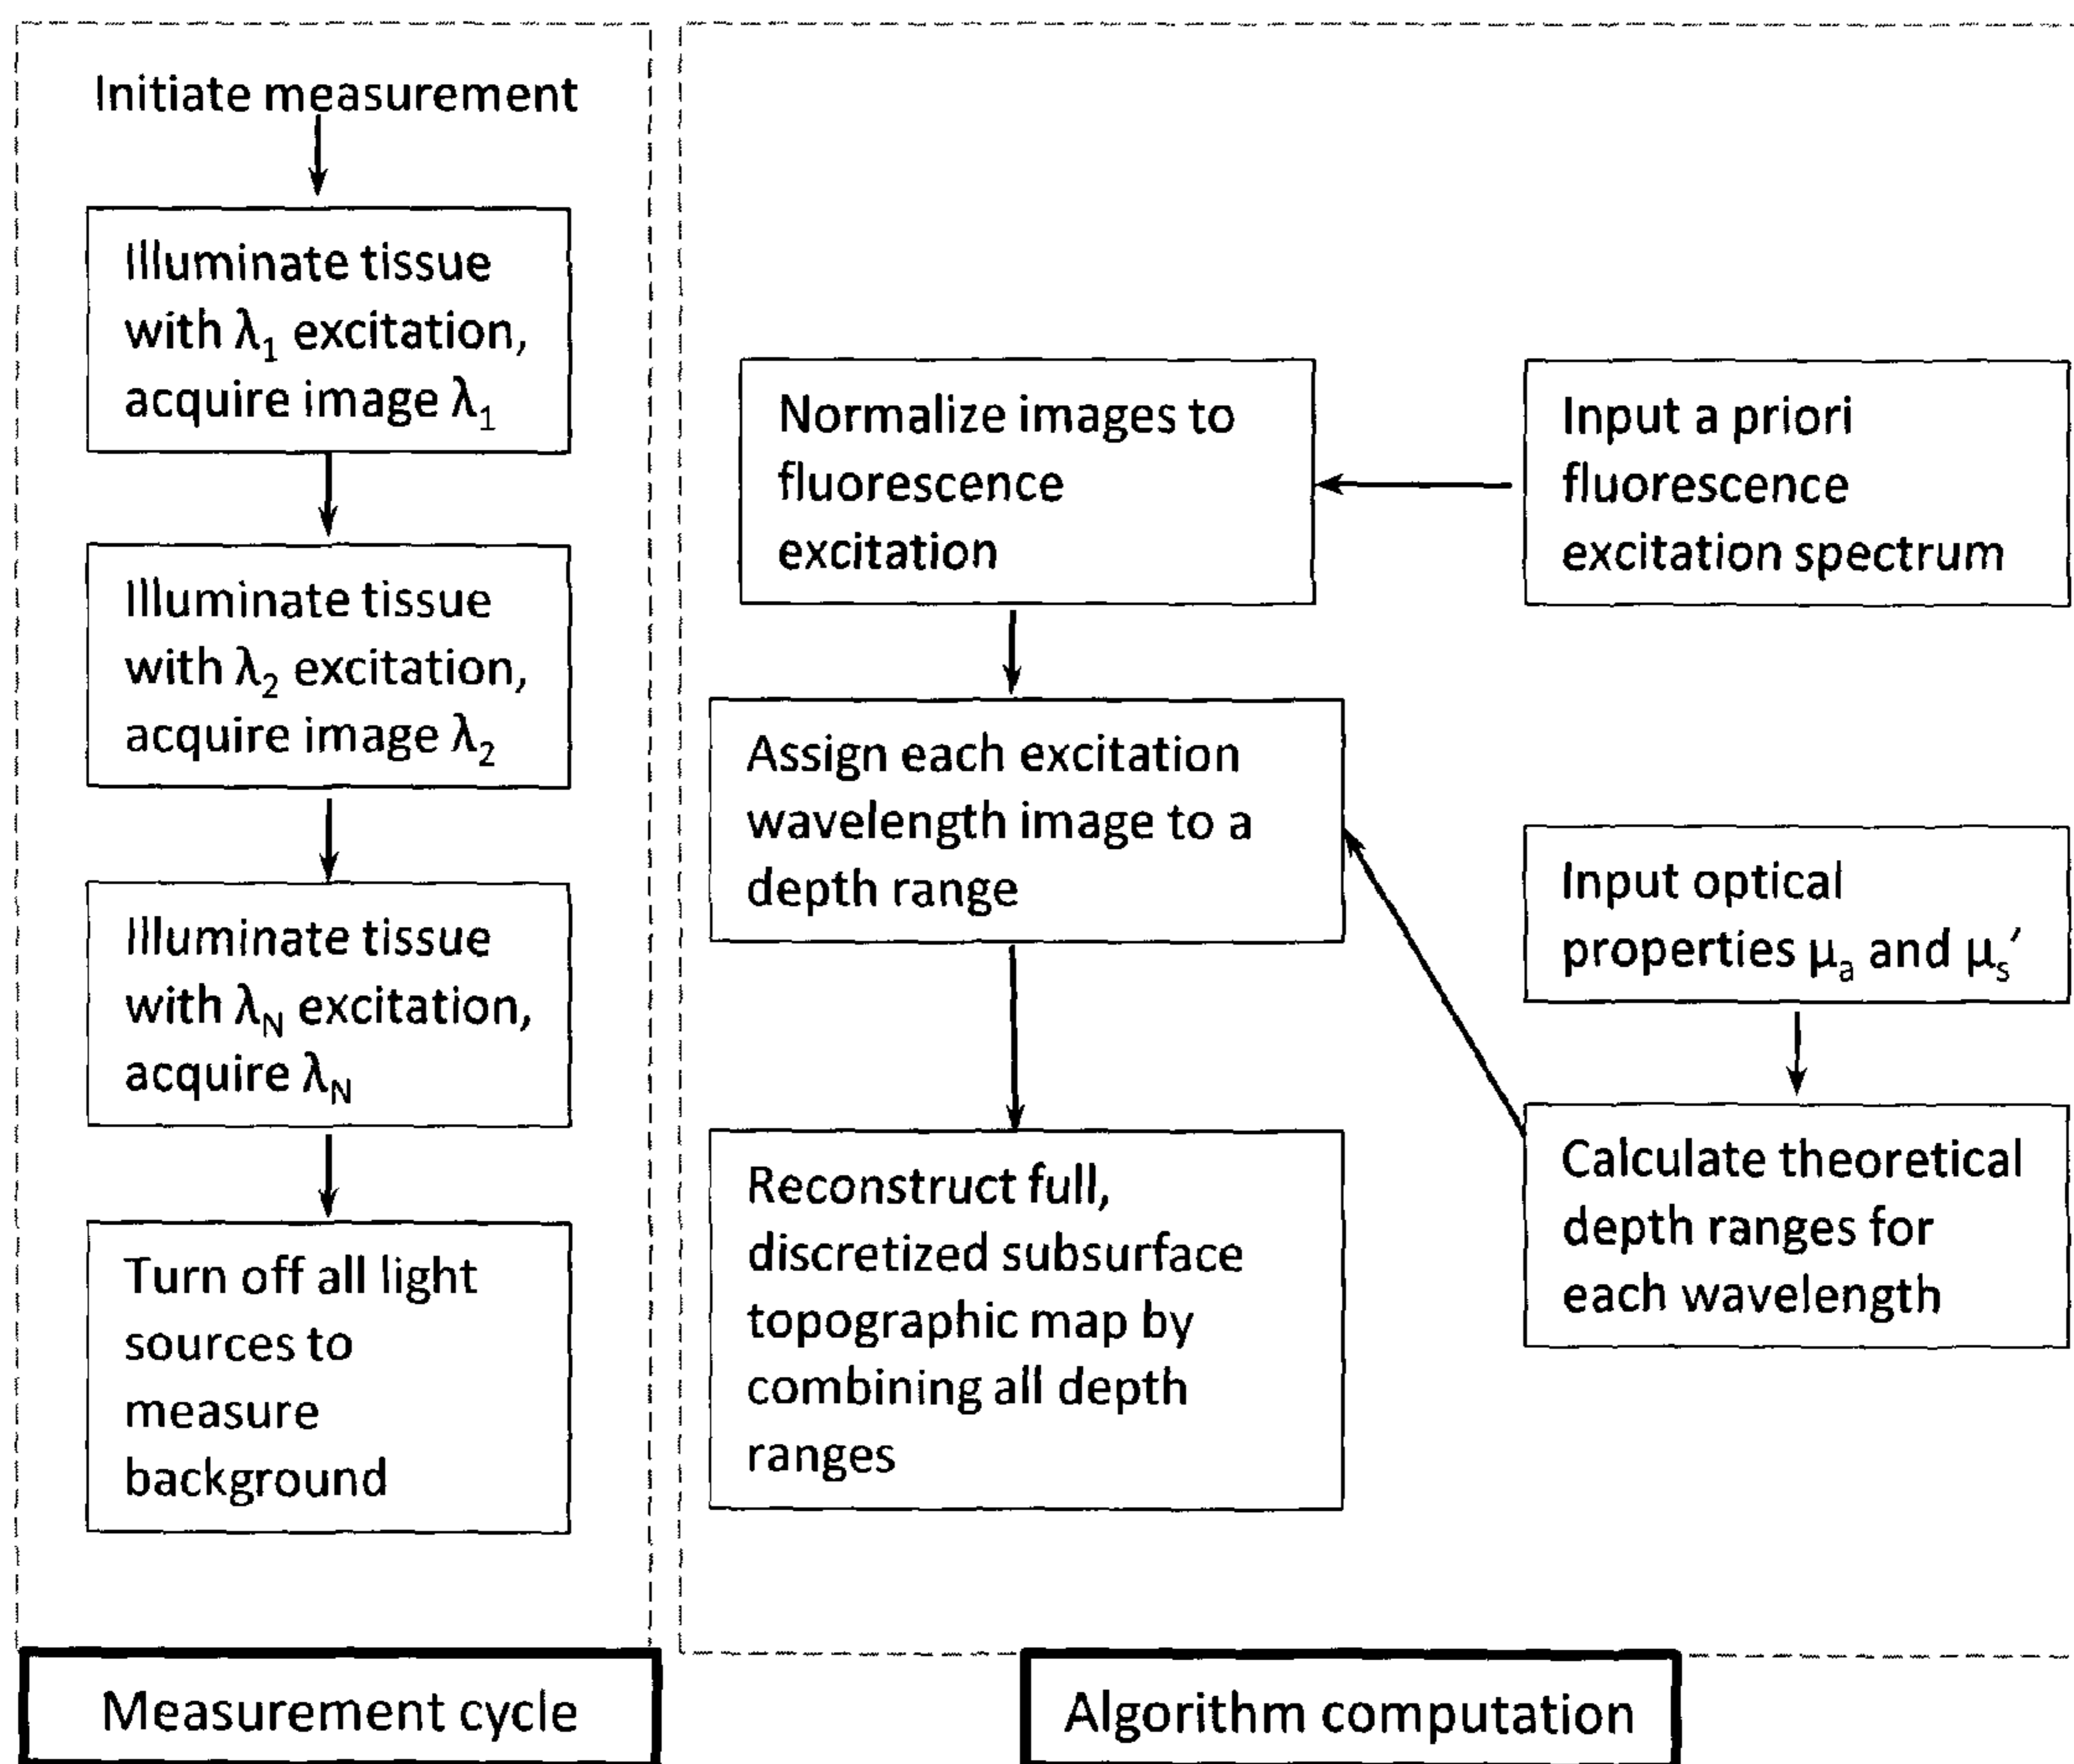 Initiate measurement
Illuminate tissue
with λ₁ excitation,
acquire image λ₁
Illuminate tissue
with λ₂ excitation,
acquire image λ₂
Illuminate tissue
with λ_N excitation,
acquire λ_N
Turn off all light
sources to
measure
background
Measurement cycle
Normalize images to
fluorescence
excitation
Input a priori
fluorescence
excitation spectrum
Assign each excitation
wavelength image to a
depth range
Input optical
properties μₐ and μₛ′
Calculate theoretical
depth ranges for
each wavelength
Reconstruct full,
discretized subsurface
topographic map by
combining all depth
ranges
Algorithm computation